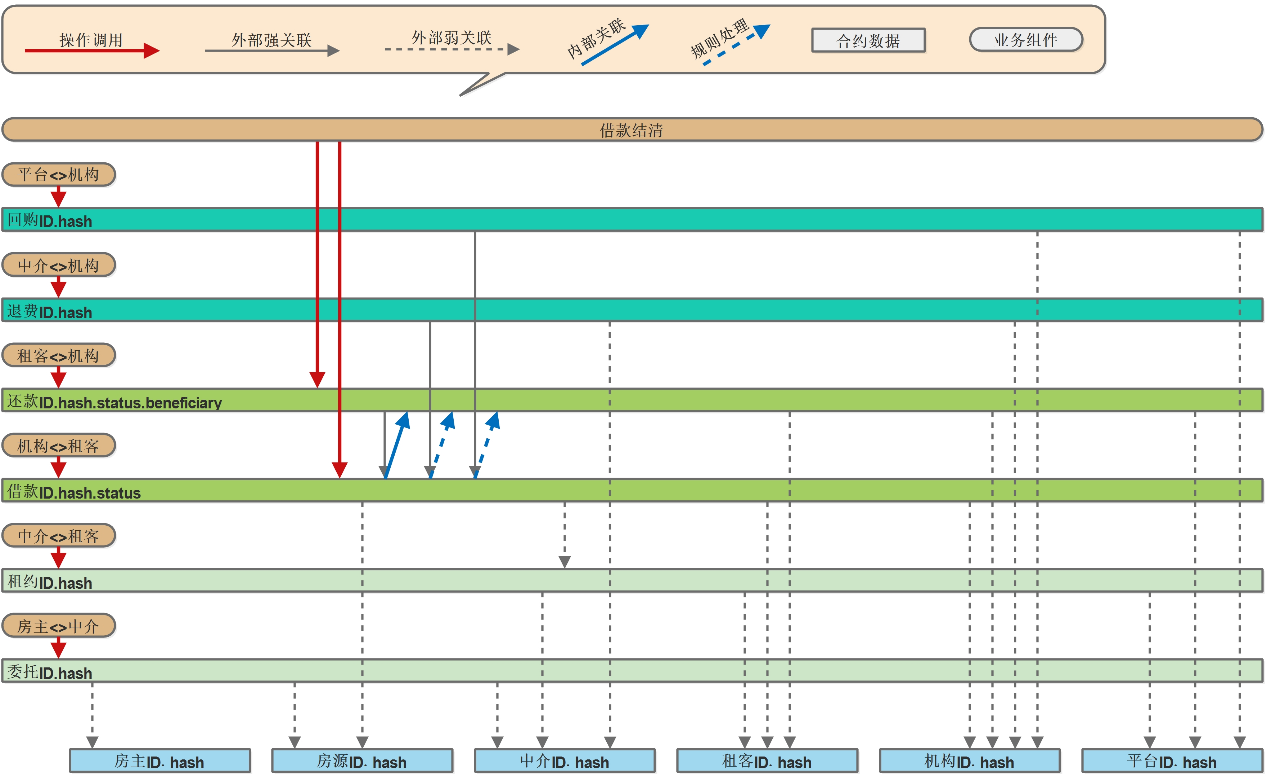 操作调用
外部强关联
外部弱关联
内部关联
规则处理
合约数据
业务组件
借款结清
平台<>机构
回购ID.hash
中介<>机构
退费ID.hash
租客<>机构
还款ID.hash.status.beneficiary
机构<>租客
借款ID.hash.status
中介<>租客
租约ID.hash
房主<>中介
委托ID.hash
房主ID. hash
房源ID. hash
中介ID. hash
租客ID. hash
机构ID. hash
平台ID. hash